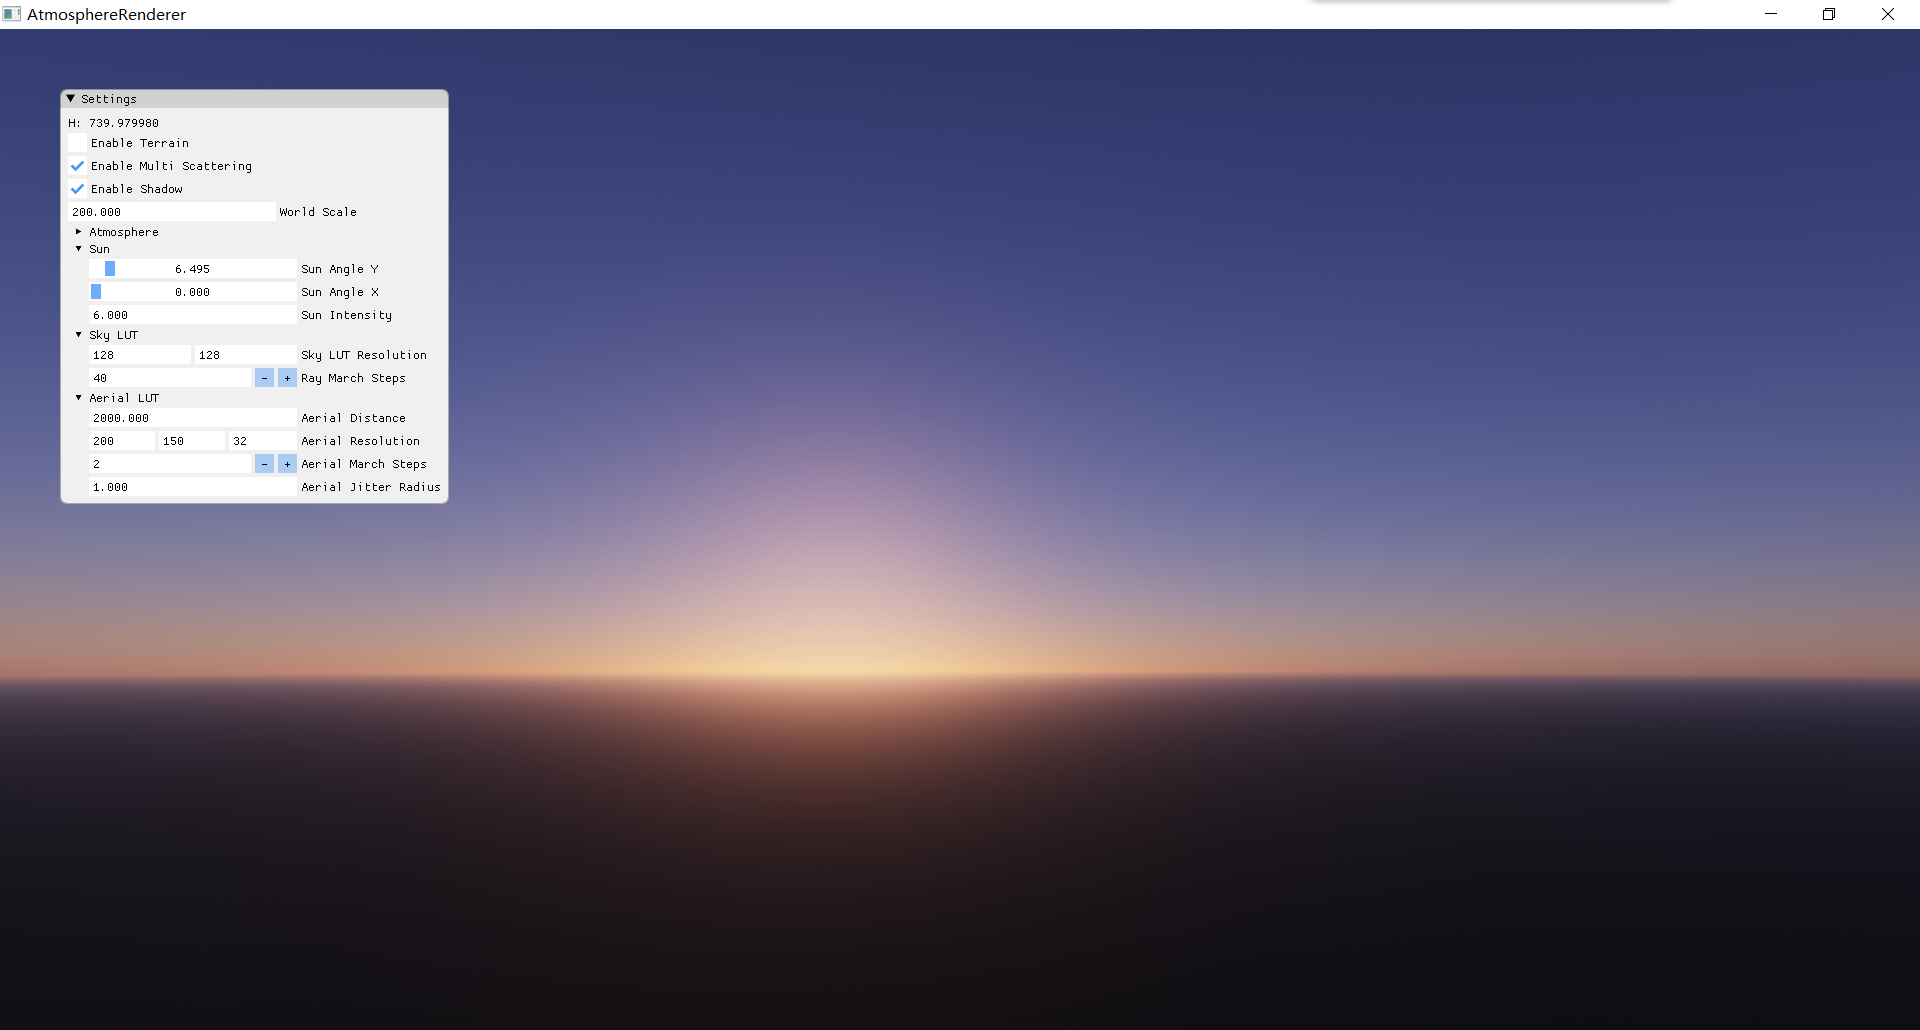 AtmosphereRenderer
Settings
H: 739.979980
Enable Terrain
Enable Multi Scattering
Enable Shadow
200.000 World Scale
Atmosphere
Sun
6.495 Sun Angle Y
0.000 Sun Angle X
6.000 Sun Intensity
Sky LUT
128 128 Sky LUT Resolution
40 - + Ray March Steps
Aerial LUT
2000.000 Aerial Distance
200 150 32 Aerial Resolution
2 - + Aerial March Steps
1.000 Aerial Jitter Radius